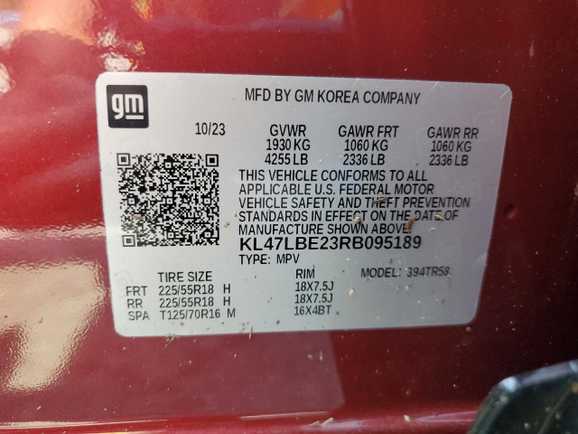 gm
MFD BY GM KOREA COMPANY
10/23 GVWR GAWR FRT GAWR RR
1930 KG 1060 KG 1060 KG
4255 LB 2336 LB 2336 LB
THIS VEHICLE CONFORMS TO ALL
APPLICABLE U.S. FEDERAL MOTOR
VEHICLE SAFETY AND THEFT PREVENTION
STANDARDS IN EFFECT ON THE DATE OF
MANUFACTURE SHOWN ABOVE.
KL47LBE23RB095189
TYPE: MPV
TIRE SIZE RIM MODEL: 394TR58
FRT 225/55R18 H 18X7.5J
RR 225/55R18 H 18X7.5J
SPA T125/70R16 M 16X4BT